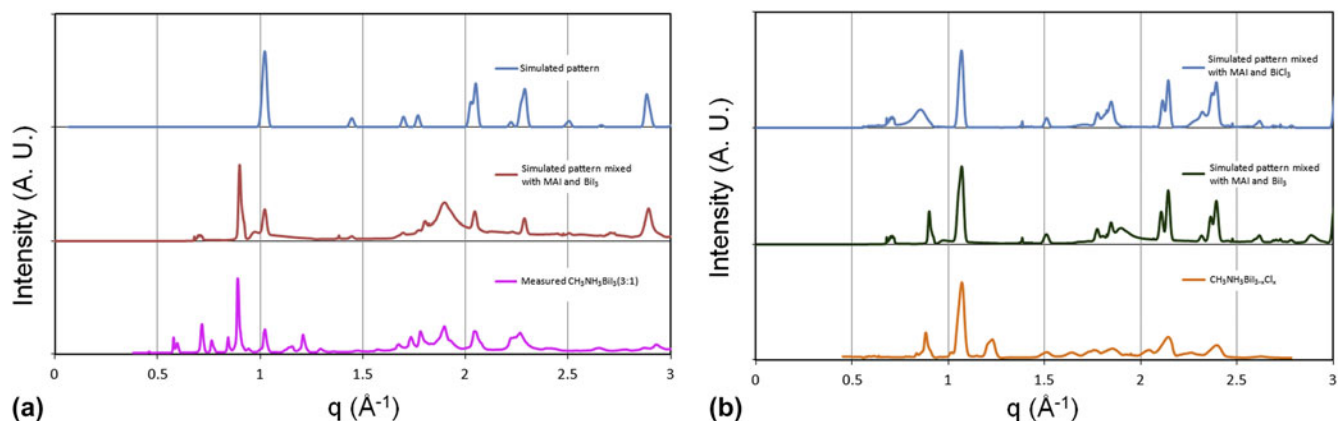 Intensity (A. U.)
Simulated pattern
Simulated pattern mixed
with MAI and BiI₃
Measured CH₃NH₃BiI₃(3:1)
0 0.5 1 1.5 2 2.5 3
(a) q (Å⁻¹)
Intensity (A. U.)
Simulated pattern mixed
with MAI and BiCl₃
Simulated pattern mixed
with MAI and BiI₃
CH₃NH₃BiI₃₋ₓClₓ
0 0.5 1 1.5 2 2.5 3
(b) q (Å⁻¹)